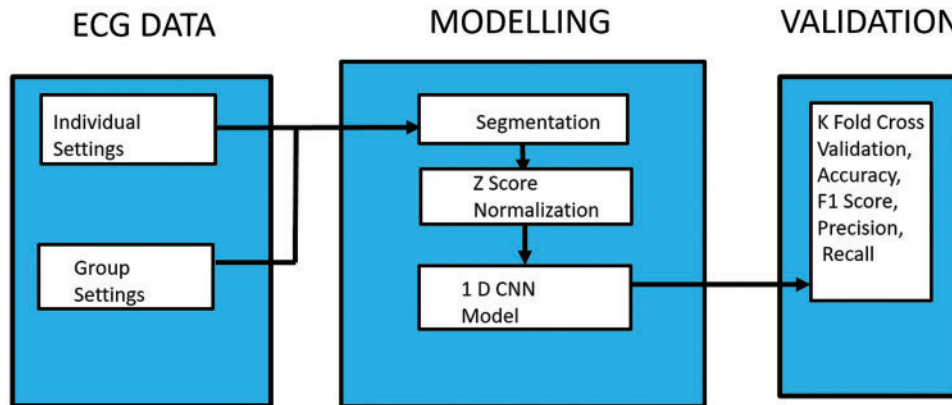 ECG DATA
MODELLING
VALIDATION
Individual
Settings
Group
Settings
Segmentation
Z Score
Normalization
1 D CNN
Model
K Fold Cross
Validation,
Accuracy,
F1 Score,
Precision,
Recall